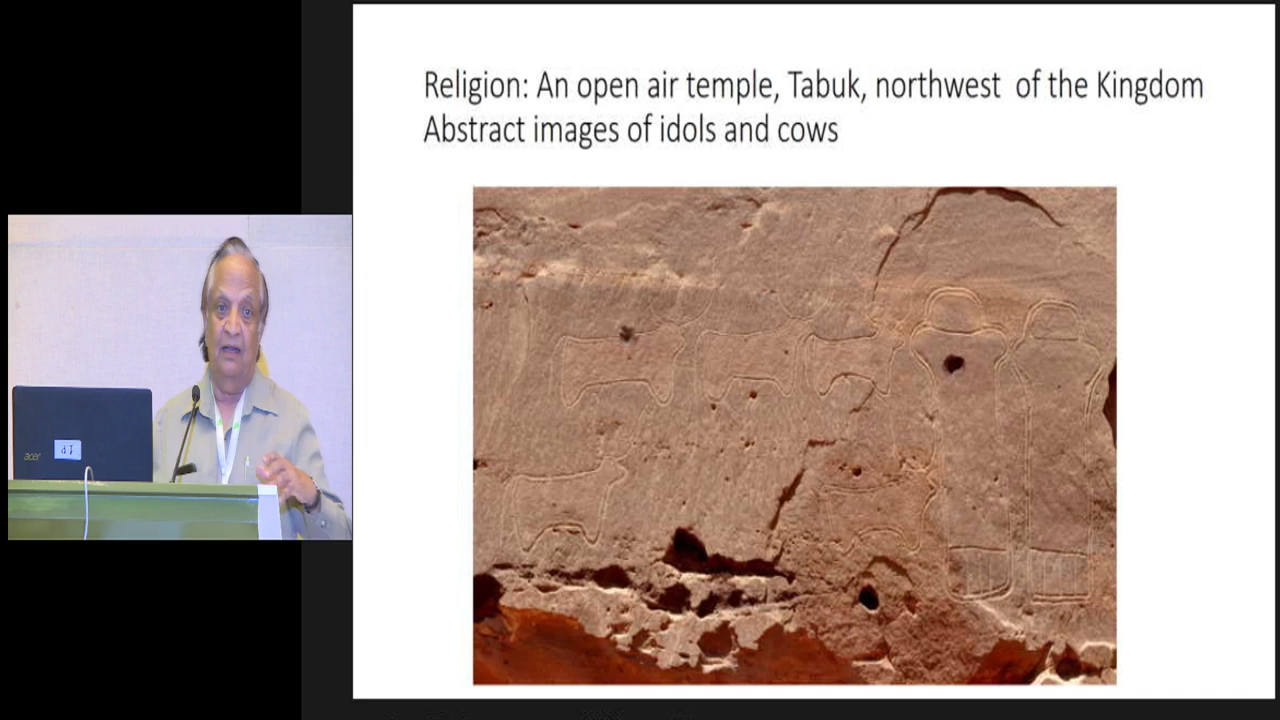 Religion: An open air temple, Tabuk, northwest of the Kingdom
Abstract images of idols and cows
acer